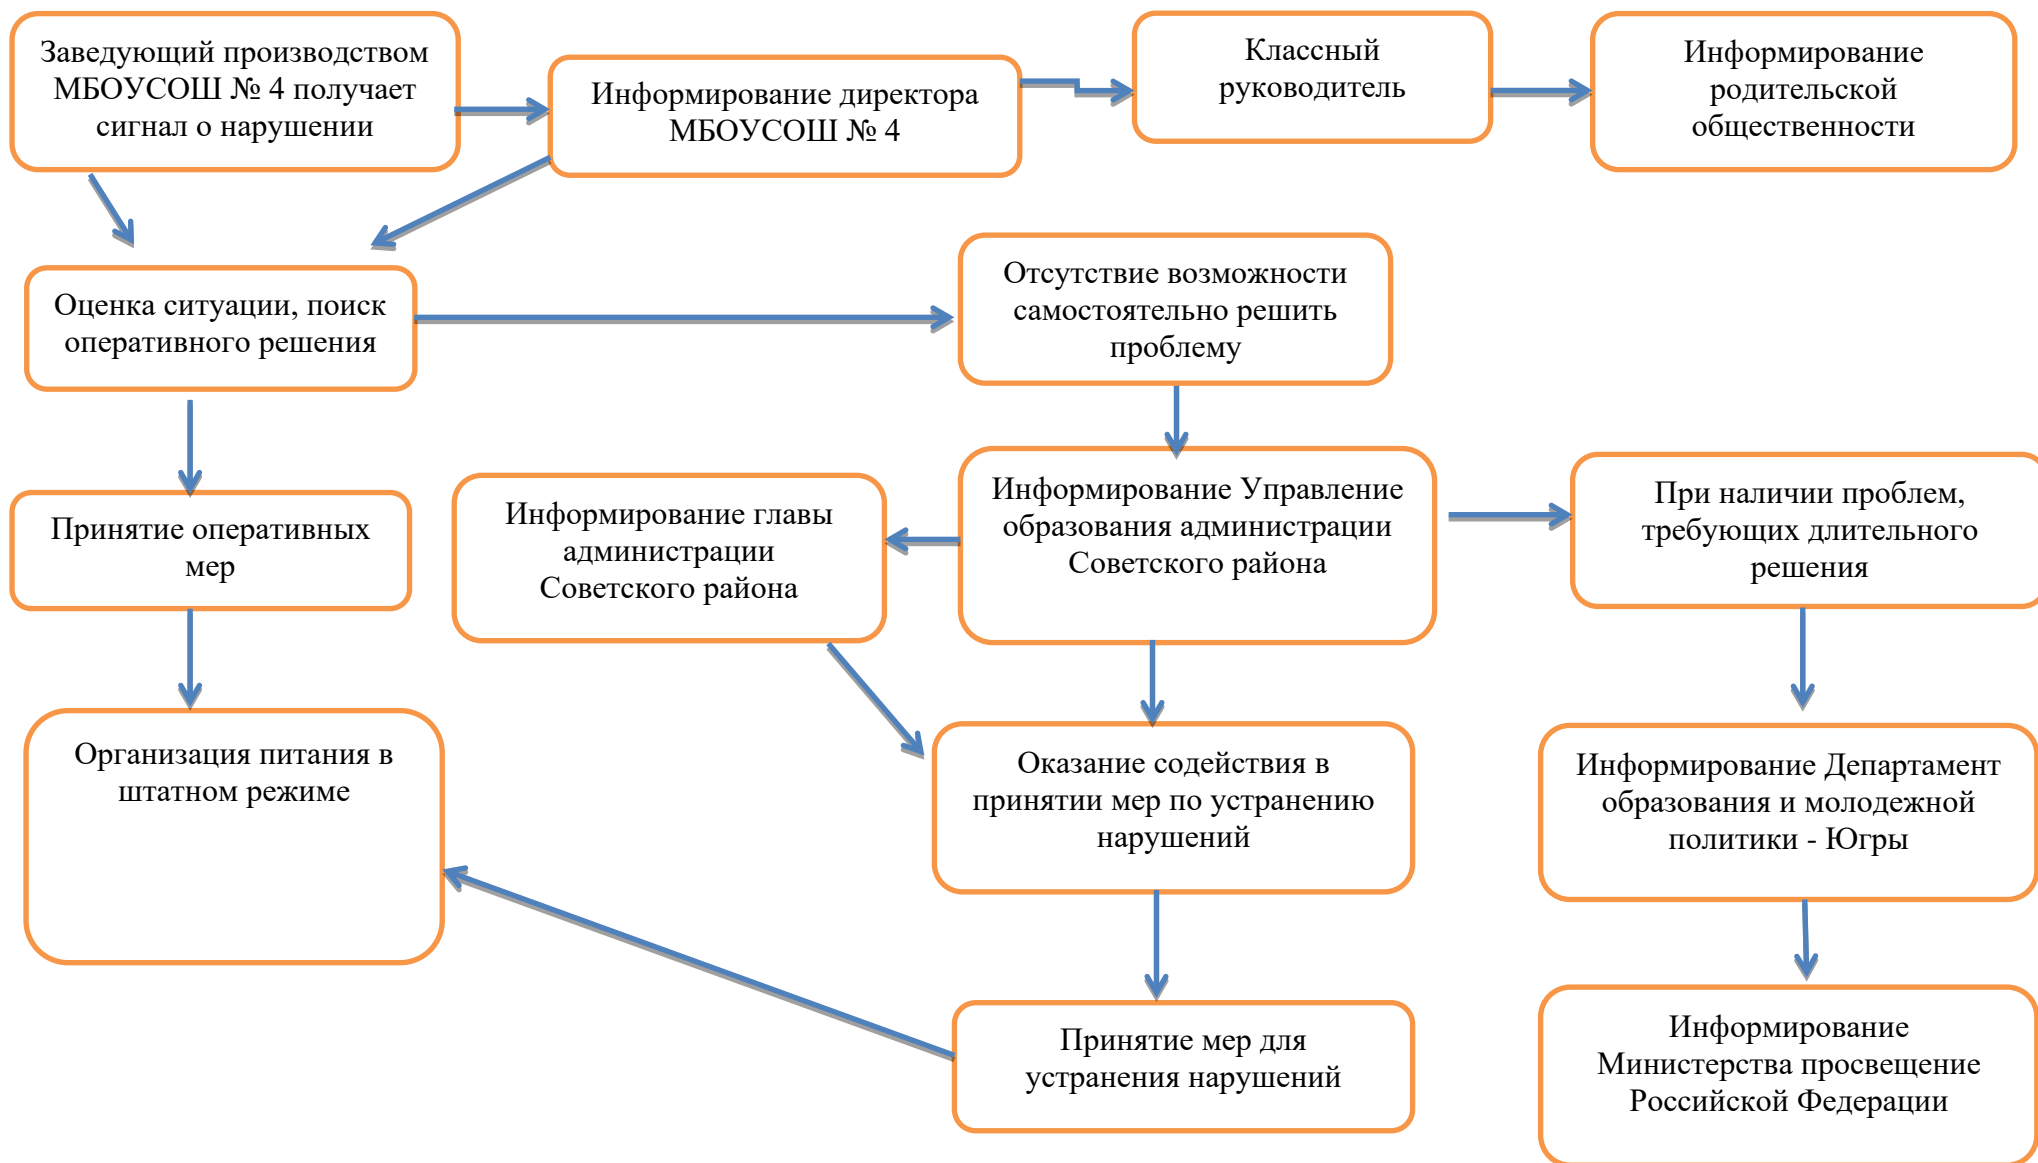 Заведующий производством
МБОУСОШ № 4 получает
сигнал о нарушении
Информирование директора
МБОУСОШ № 4
Классный
руководитель
Информирование
родительской
общественности
Оценка ситуации, поиск
оперативного решения
Отсутствие возможности
самостоятельно решить
проблему
Принятие оперативных
мер
Информирование главы
администрации
Советского района
Информирование Управление
образования администрации
Советского района
При наличии проблем,
требующих длительного
решения
Организация питания в
штатном режиме
Оказание содействия в
принятии мер по устранению
нарушений
Информирование Департамент
образования и молодежной
политики - Югры
Принятие мер для
устранения нарушений
Информирование
Министерства просвещение
Российской Федерации